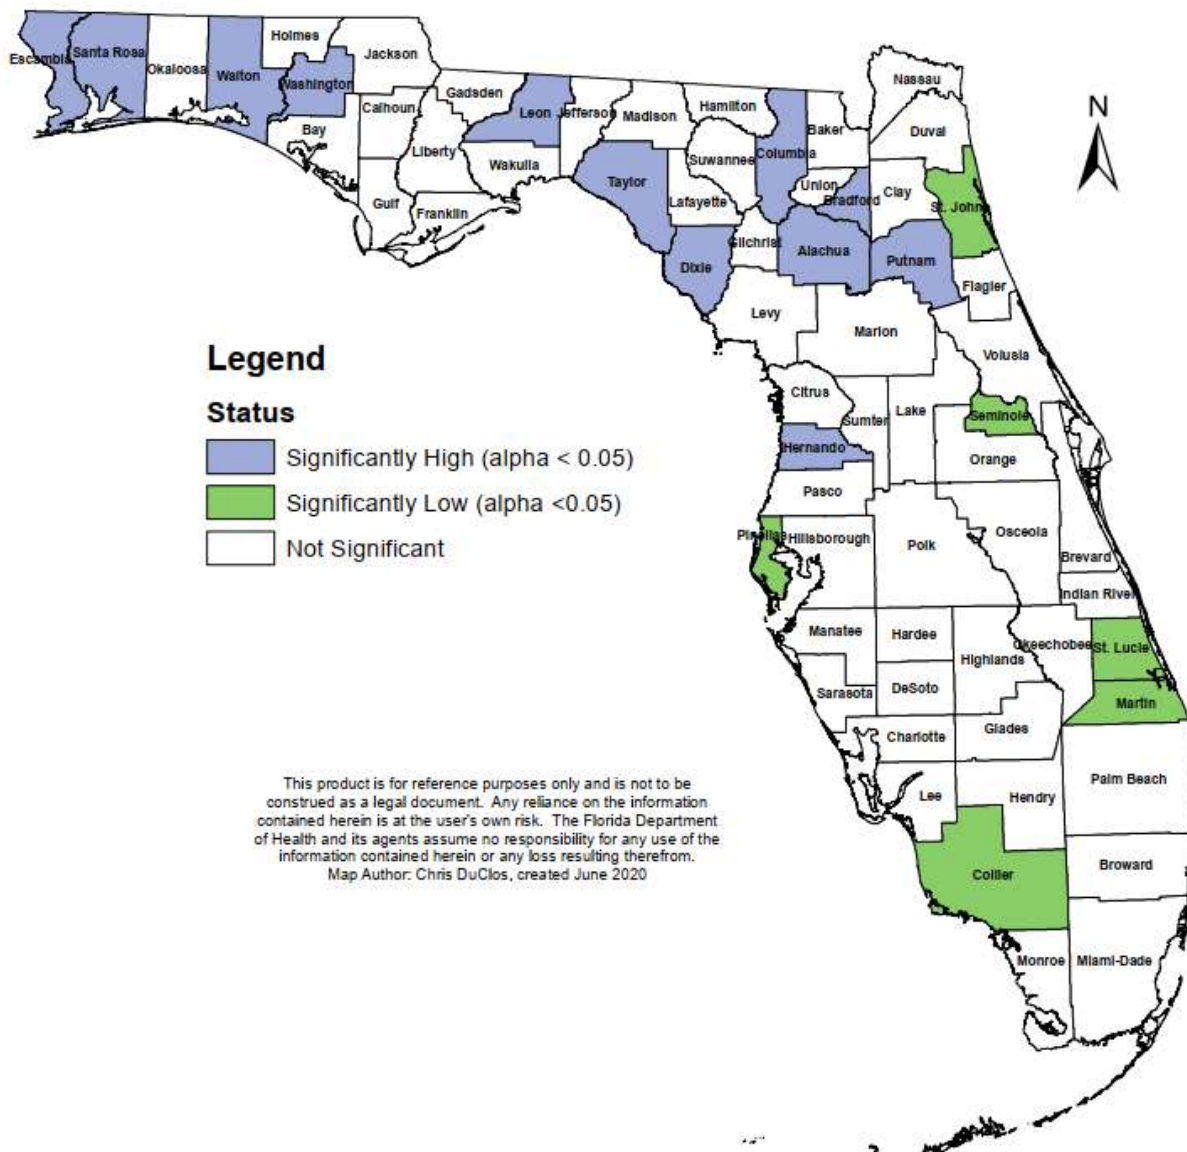 Holmes
Jackson
Escambia
Santa Rosa
Okaloosa
Walton
Washington
Nassau
Gadsden
Hamilton
N
Calhoun
Leon
Jefferson
Madison
Baker
Duval
Bay
Liberty
Wakulla
Suwannee
Columbia
Taylor
Union
Bradford
Clay
Lafayette
St. Johns
Gulf
Franklin
Gilchrist
Alachua
Putnam
Dixie
Flagler
Levy
Marion
Volusia
Legend
Citrus
Status
Sumter
Lake
Seminole
Significantly High (alpha < 0.05)
Hernando
Orange
Significantly Low (alpha <0.05)
Pasco
Not Significant
Pinellas
Hillsborough
Polk
Osceola
Brevard
Indian River
Manatee
Hardee
Okeechobee
St. Lucie
Highlands
Sarasota
DeSoto
Martin
Charlotte
Glades
This product is for reference purposes only and is not to be
construed as a legal document. Any reliance on the information
contained herein is at the user's own risk. The Florida Department
of Health and its agents assume no responsibility for any use of the
information contained herein or any loss resulting therefrom.
Map Author: Chris DuClos, created June 2020
Palm Beach
Lee
Hendry
Collier
Broward
Monroe
Miami-Dade